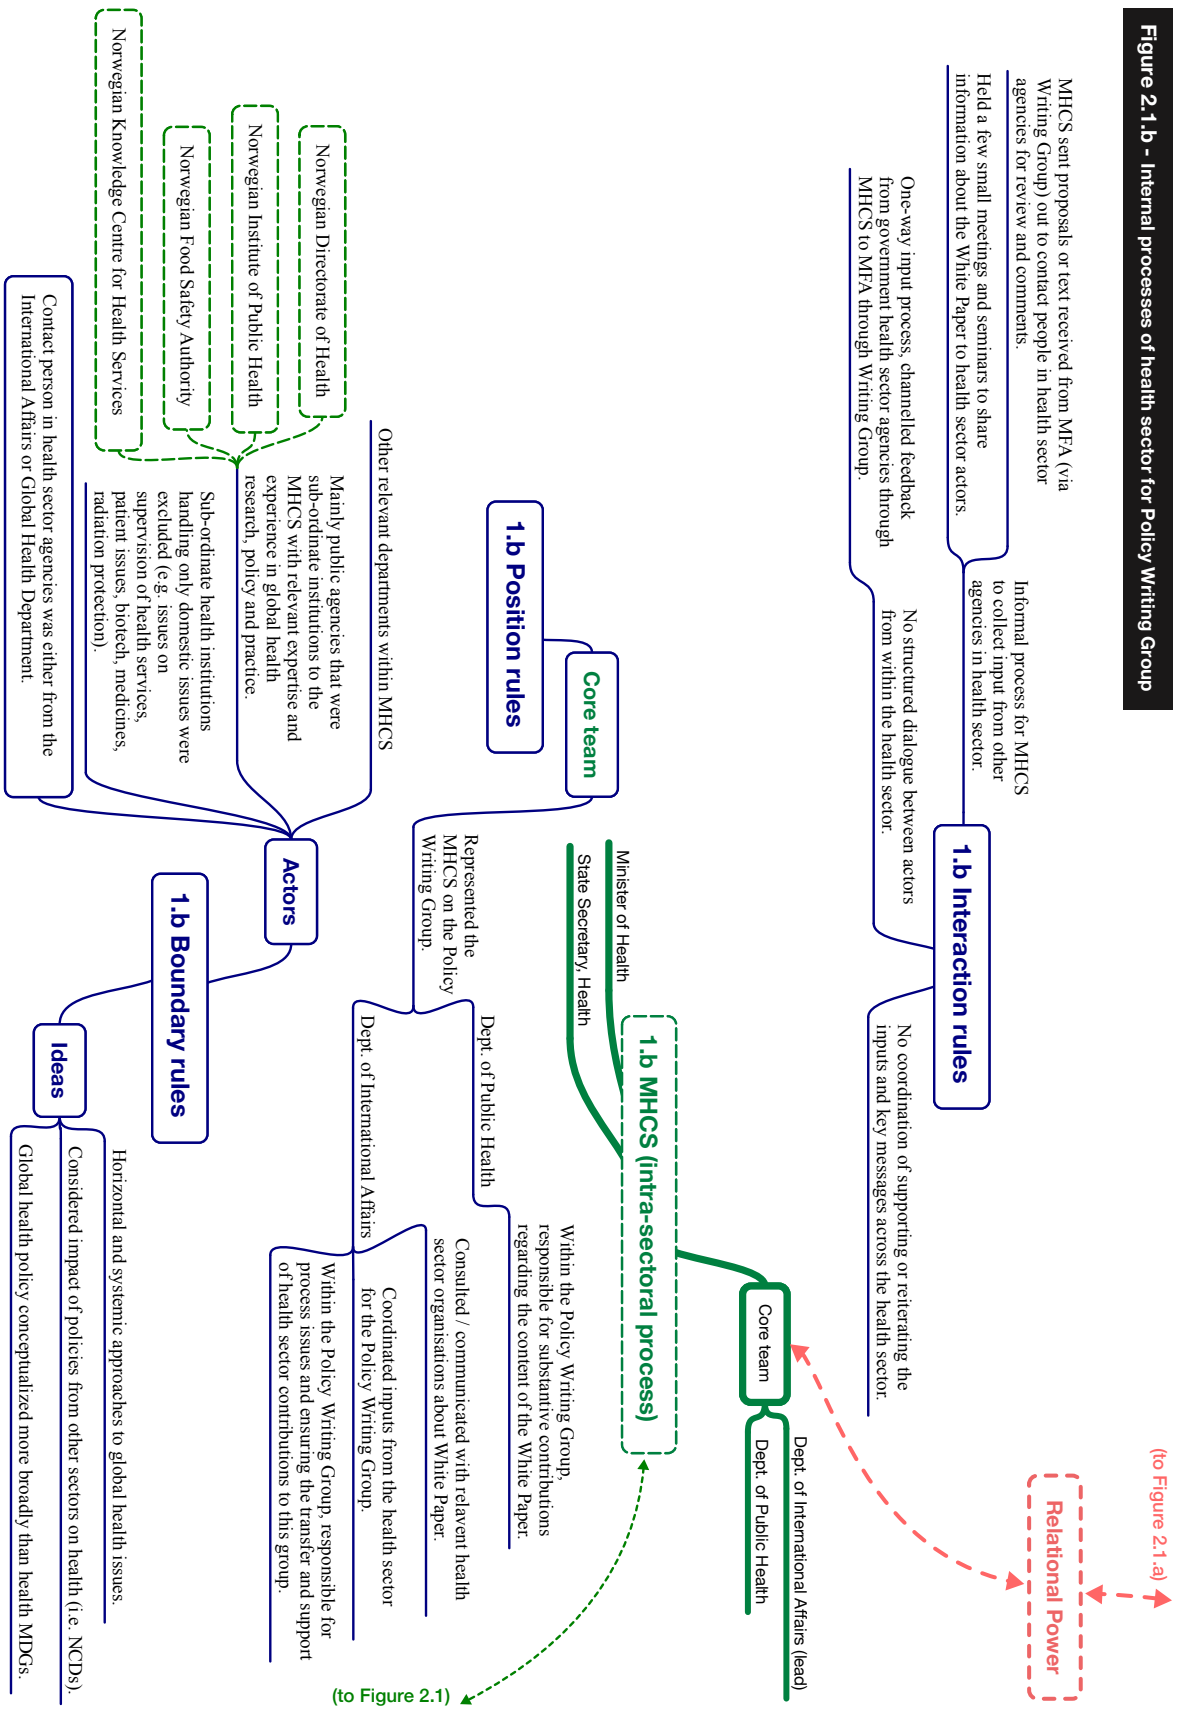 Figure 2.1.b - Internal processes of health sector for Policy Writing Group
(to Figure 2.1.a)
Relational Power
MHCS sent proposals or text received from MFA (via
Writing Group) out to contact people in health sector
agencies for review and comments.
Held a few small meetings and seminars to share
information about the White Paper to health sector actors.
Informal process for MHCS
to collect input from other
agencies in health sector.
One-way input process, channelled feedback
from government health sector agencies through
MHCS to MFA through Writing Group.
No structured dialogue between actors
from within the health sector.
1.b Interaction rules
No coordination of supporting or reiterating the
inputs and key messages across the health sector.
Minister of Health
State Secretary, Health
1.b MHCS (intra-sectoral process)
Core team
Dept. of International Affairs (lead)
Dept. of Public Health
(to Figure 2.1)
1.b Position rules
Core team
Represented the
MHCS on the Policy
Writing Group.
Dept. of Public Health
Within the Policy Writing Group,
responsible for substantive contributions
regarding the content of the White Paper.
Dept. of International Affairs
Consulted / communicated with relavent health
sector organisations about White Paper.
Coordinated inputs from the health sector
for the Policy Writing Group.
Within the Policy Writing Group, responsible for
process issues and ensuring the transfer and support
of health sector contributions to this group.
Other relevant departments within MHCS
Norwegian Directorate of Health
Norwegian Institute of Public Health
Norwegian Food Safety Authority
Norwegian Knowledge Centre for Health Services
Mainly public agencies that were
sub-ordinate institutions to the
MHCS with relevant expertise and
experience in global health
research, policy and practice.
Sub-ordinate health institutions
handling only domestic issues were
excluded (e.g. issues on
supervision of health services,
patient issues, biotech, medicines,
radiation protection).
Contact person in health sector agencies was either from the
International Affairs or Global Health Department.
Actors
1.b Boundary rules
Ideas
Horizontal and systemic approaches to global health issues.
Considered impact of policies from other sectors on health (i.e. NCDs).
Global health policy conceptualized more broadly than health MDGs.